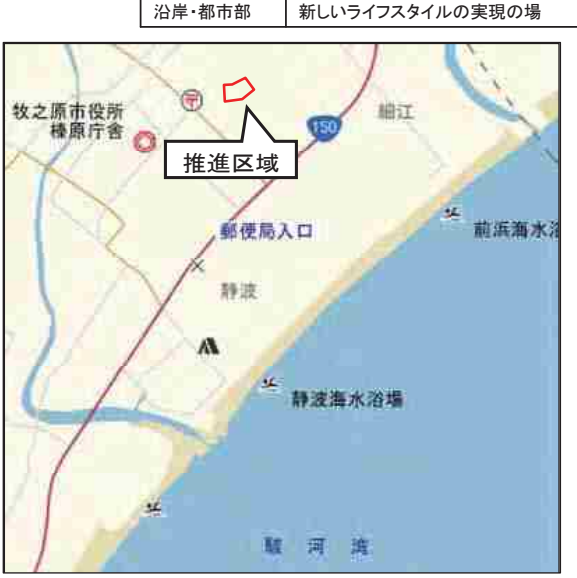 沿岸・都市部 新しいライフスタイルの実現の場
牧之原市役所
榛原庁舎
150
細江
推進区域
郵便局入口
前浜海水浴
静波
静波海水浴場
駿河湾